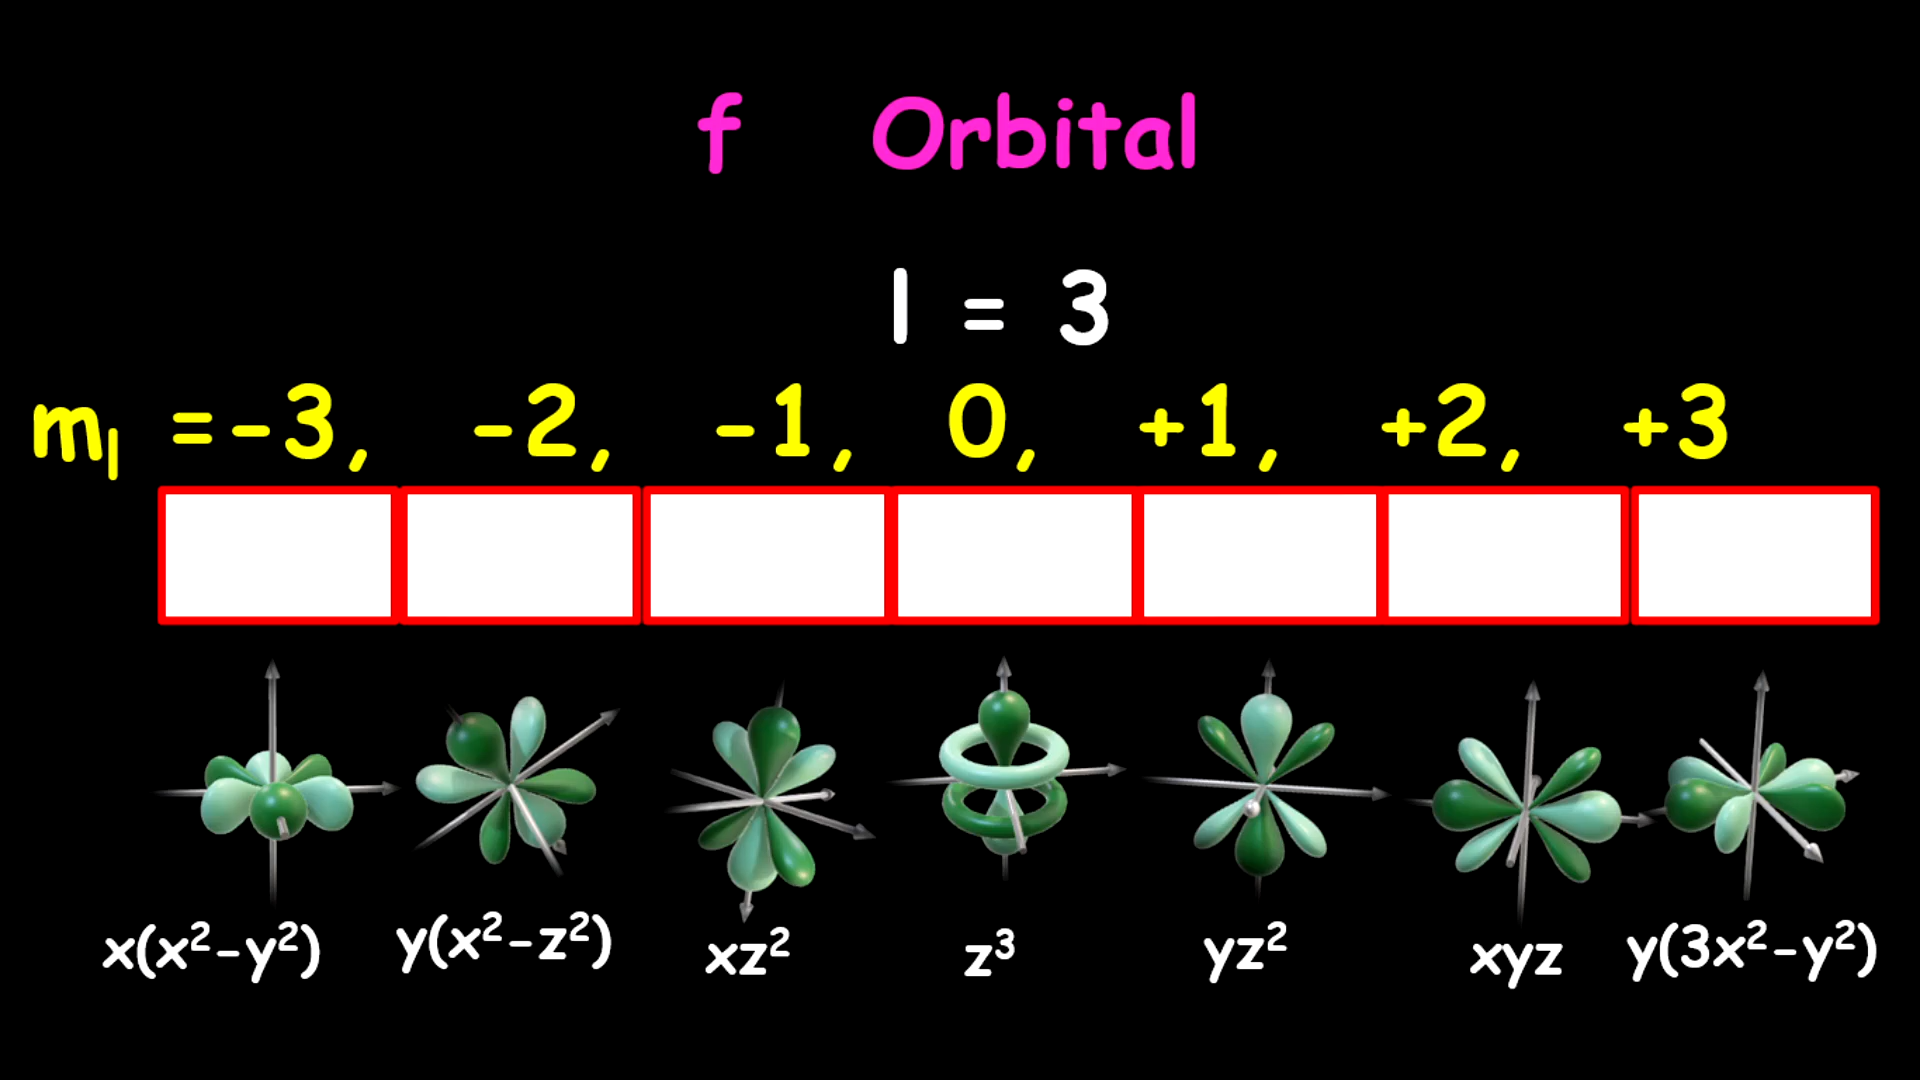 f Orbital
l = 3
mₗ = -3, -2, -1, 0, +1, +2, +3
x(x²-y²) y(x²-z²) xz² z³ yz² xyz y(3x²-y²)